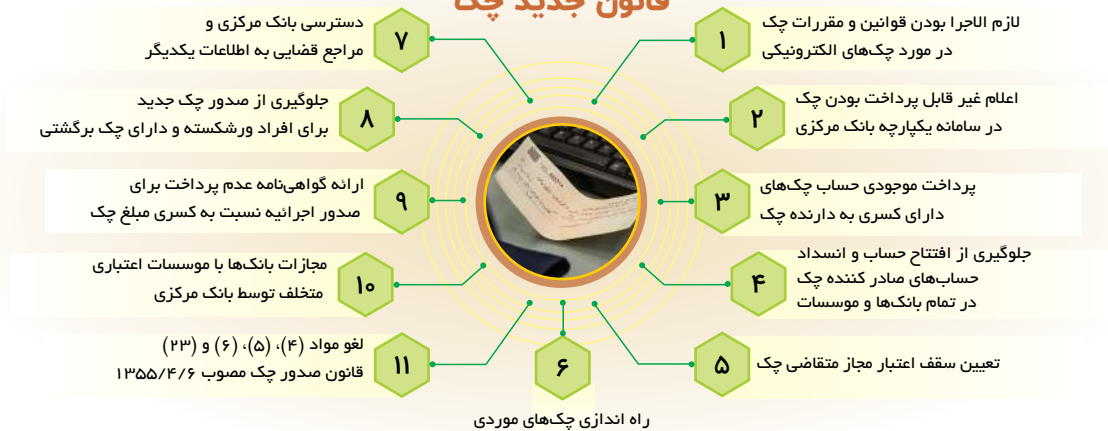 قانون جدید چک
۱
لازم الاجرا بودن قوانین و مقررات چک
در مورد چک‌های الکترونیکی
۲
اعلام غیر قابل پرداخت بودن چک
در سامانه یکپارچه بانک مرکزی
۳
پرداخت موجودی حساب چک‌های
دارای کسری به دارنده چک
۴
جلوگیری از افتتاح حساب و انسداد
حساب‌های صادر کننده چک
در تمام بانک‌ها و موسسات
۵
تعیین سقف اعتبار مجاز متقاضی چک
۶
راه اندازی چک‌های موردی
۷
دسترسی بانک مرکزی و
مراجع قضایی به اطلاعات یکدیگر
۸
جلوگیری از صدور چک جدید
برای افراد ورشکسته و دارای چک برگشتی
۹
ارائه گواهی‌نامه عدم پرداخت برای
صدور اجرائیه نسبت به کسری مبلغ چک
۱۰
مجازات بانک‌ها با موسسات اعتباری
متخلف توسط بانک مرکزی
۱۱
لغو مواد (۴)، (۵)، (۶) و (۲۳)
قانون صدور چک مصوب ۱۳۵۵/۴/۶